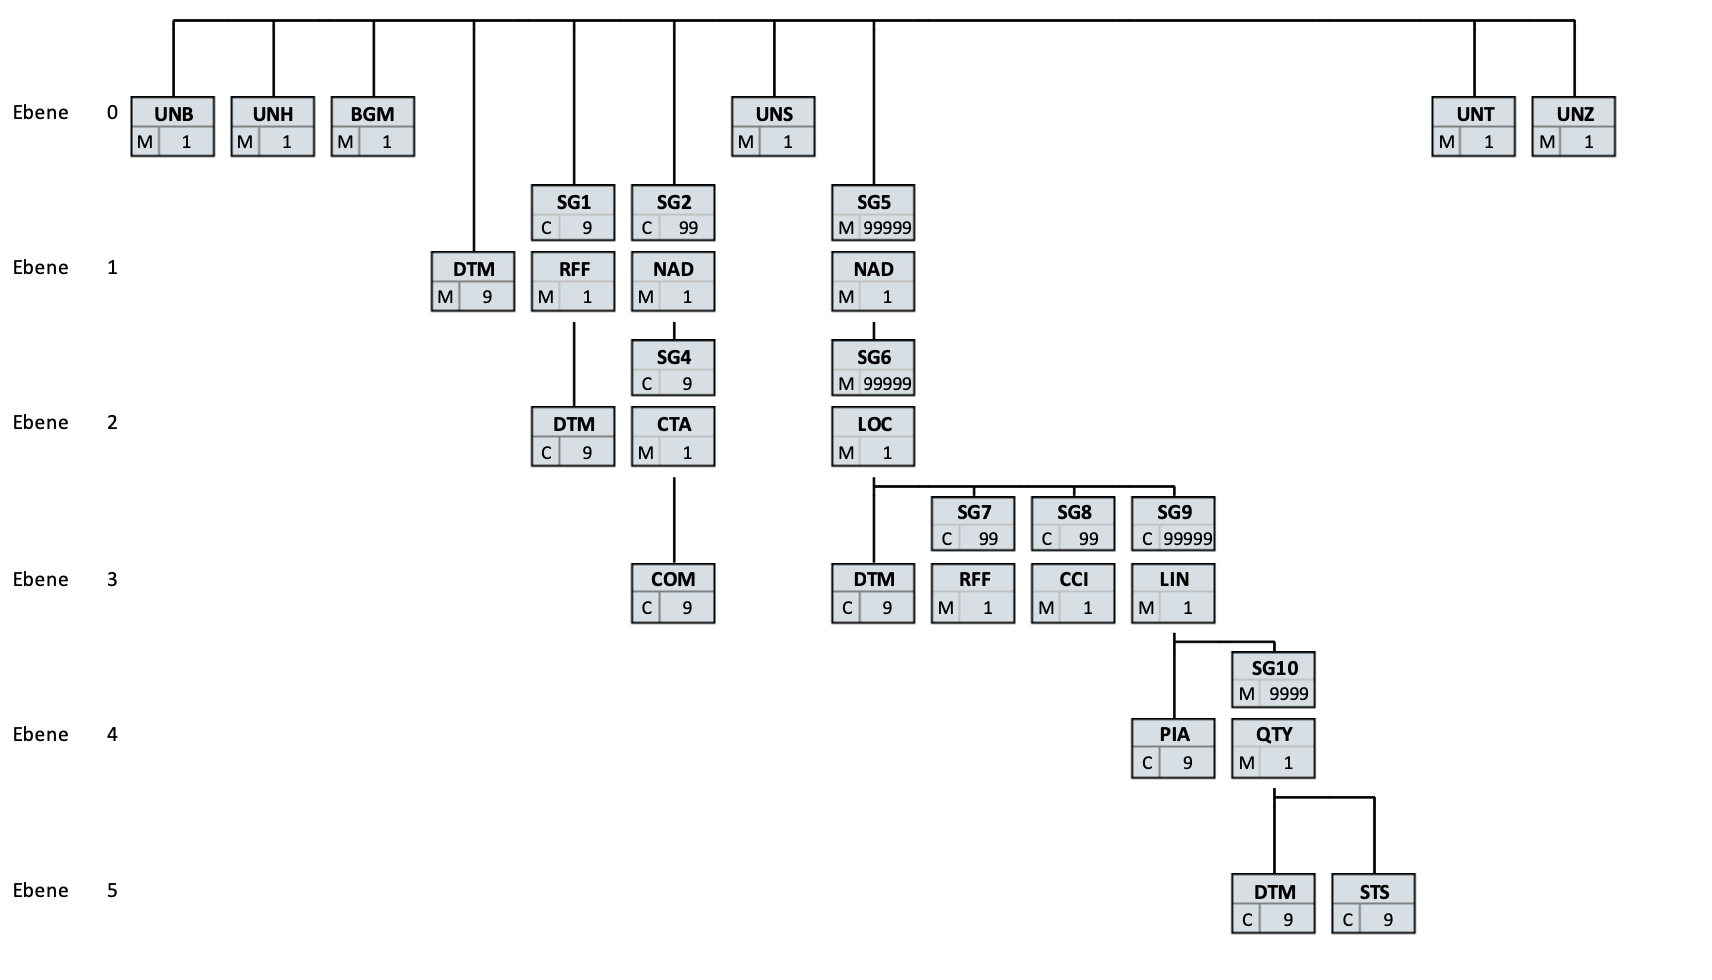 Ebene 0 UNB UNH BGM UNS UNT UNZ
M 1 M 1 M 1 M 1 M 1 M 1
SG1 SG2 SG5
C 9 C 99 M 99999
Ebene 1 DTM RFF NAD NAD
M 9 M 1 M 1 M 1
SG4 SG6
C 9 M 99999
Ebene 2 DTM CTA LOC
C 9 M 1 M 1
SG7 SG8 SG9
C 99 C 99 C 99999
Ebene 3 COM DTM RFF CCI LIN
C 9 C 9 M 1 M 1 M 1
SG10
M 9999
Ebene 4 PIA QTY
C 9 M 1
Ebene 5 DTM STS
C 9 C 9